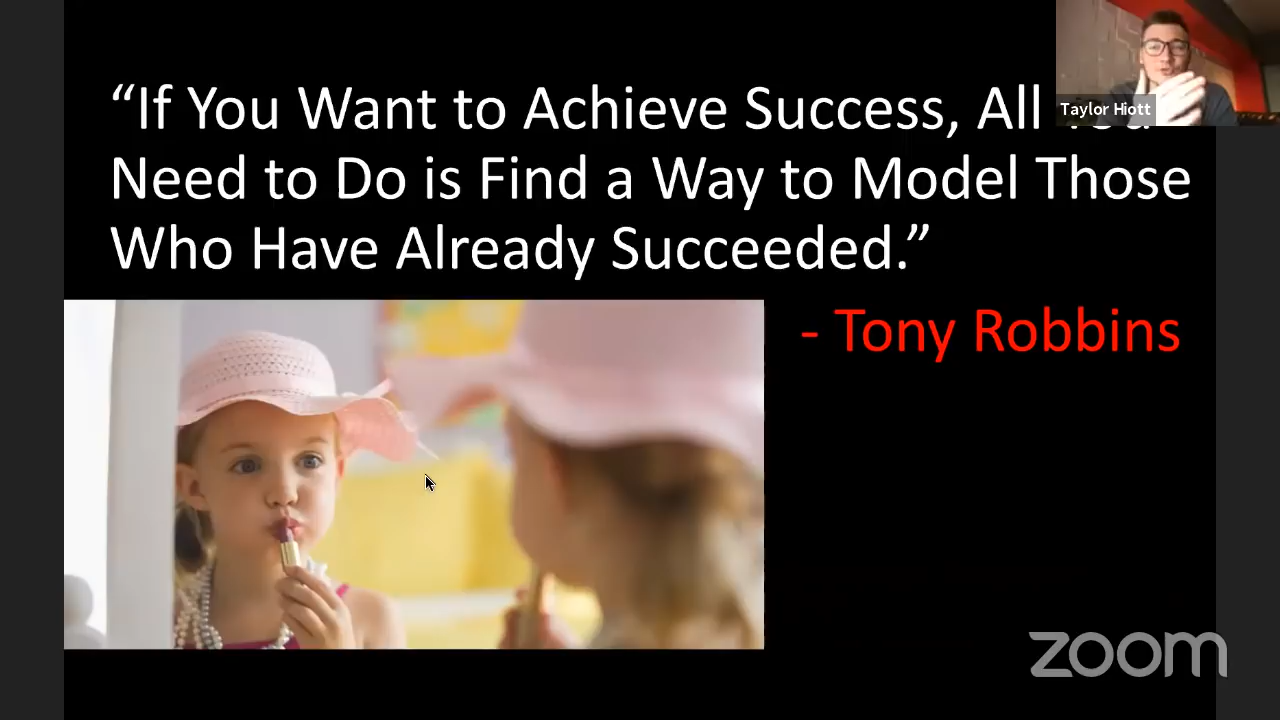 “If You Want to Achieve Success, All
Need to Do is Find a Way to Model Those
Who Have Already Succeeded.”
- Tony Robbins
Taylor Hiott
zoom